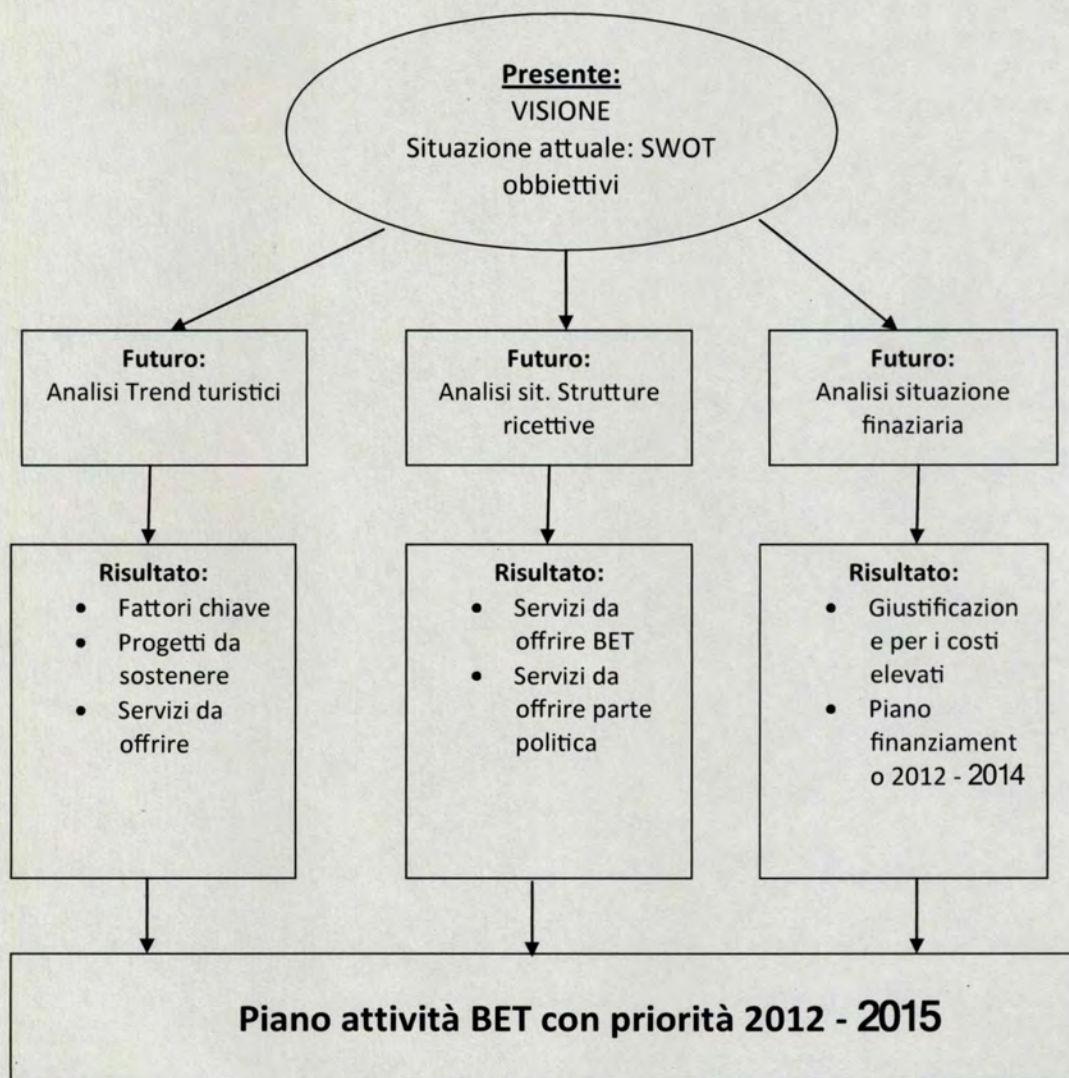 Presente:
VISIONE
Situazione attuale: SWOT
obbiettivi
Futuro:
Analisi Trend turistici
Futuro:
Analisi sit. Strutture
ricettive
Futuro:
Analisi situazione
finaziaria
Risultato:
• Fattori chiave
• Progetti da
sostenere
• Servizi da
offrire
Risultato:
• Servizi da
offrire BET
• Servizi da
offrire parte
politica
Risultato:
• Giustificazion
e per i costi
elevati
• Piano
finanziament
o 2012 - 2014
Piano attività BET con priorità 2012 - 2015